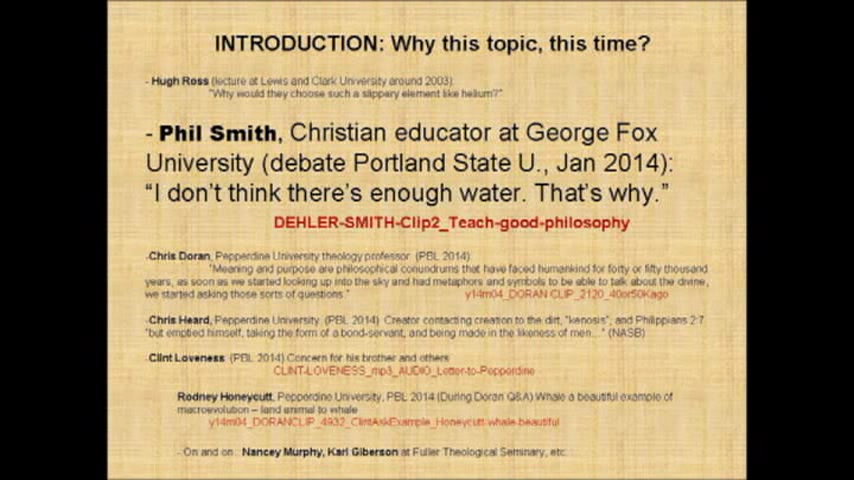 INTRODUCTION: Why this topic, this time?
- Hugh Ross (lecture at Lewis and Clark University around 2003):
"Why would they choose such a slippery element like helium?"
- Phil Smith, Christian educator at George Fox
University (debate Portland State U., Jan 2014):
“I don’t think there’s enough water. That’s why.”
DEHLER-SMITH-Clip2_Teach-good-philosophy
-Chris Doran, Pepperdine University theology professor (PBL 2014):
"Meaning and purpose are philosophical conundrums that have faced humankind for forty or fifty thousand
years, as soon as we started looking up into the sky and had metaphors and symbols to be able to talk about the divine,
we started asking those sorts of questions." y14m04_DORAN CLIP_2120_40or50Kago
-Chris Heard, Pepperdine University (PBL 2014) Creator contacting creation to the dirt, "kenosis", and Philippians 2:7
"but emptied himself, taking the form of a bond-servant, and being made in the likeness of men..." (NASB)
-Clint Loveness (PBL 2014) Concern for his brother and others
CLINT-LOVENESS_mp3_AUDIO_Letter-to-Pepperdine
Rodney Honeycutt, Pepperdine University, PBL 2014 (During Doran Q&A) Whale a beautiful example of
macroevolution – land animal to whale
y14m04_DORANCLIP_4932_ClintAskExample_Honeycutt-whale-beautiful
- On and on... Nancey Murphy, Karl Giberson at Fuller Theological Seminary, etc...